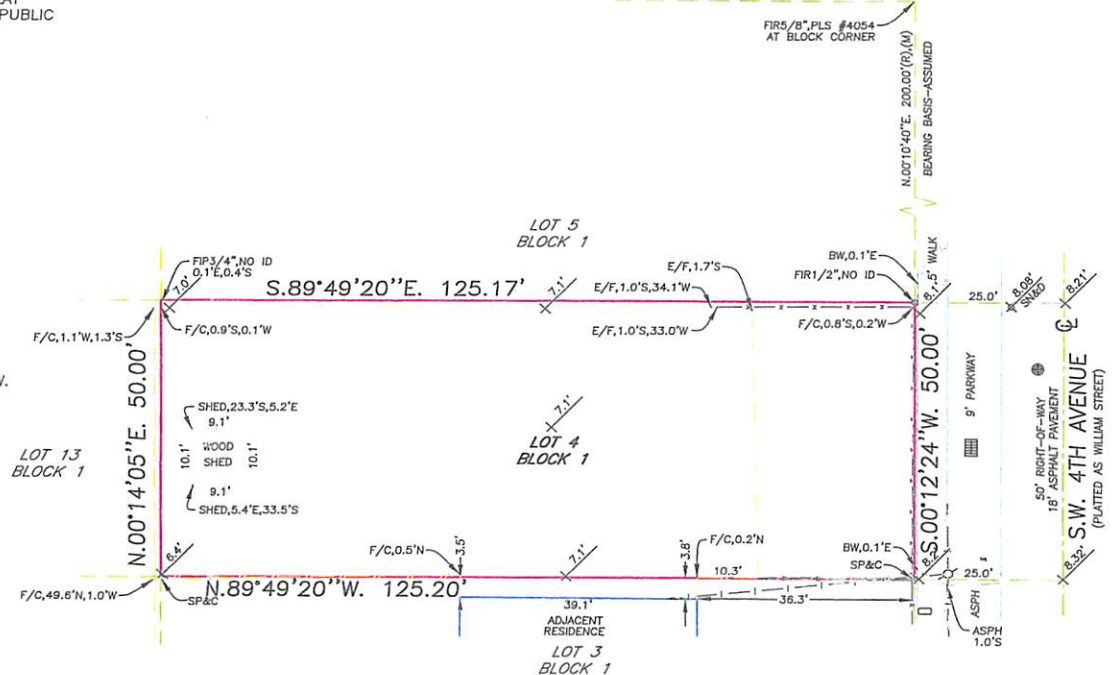 PUBLIC
FIR5/8",PLS #4054
AT BLOCK CORNER
N.00°10'40"E. 200.00'(R),(M)
BEARING BASIS-ASSUMED
LOT 5
BLOCK 1
FIP3/4",NO ID
0.1'E,0.4'S
7.0'
S.89°49'20"E. 125.17'
7.1'
E/F,1.7'S
E/F,1.0'S,34.1'W
BW,0.1'E
FIR1/2",NO ID
5' WALK
8.1'
25.0'
8.08'
SN&D
8.21'
F/C,1.1'W,1.3'S
F/C,0.9'S,0.1'W
E/F,1.0'S,33.0'W
F/C,0.8'S,0.2'W
N.00°14'05"E. 50.00'
SHED,23.3'S,5.2'E
9.1'
10.1'
WOOD
SHED
10.1'
9.1'
SHED,5.4'E,33.5'S
LOT 13
BLOCK 1
7.1'
LOT 4
BLOCK 1
S.00°12'24"W. 50.00'
9' PARKWAY
50' RIGHT-OF-WAY
18' ASPHALT PAVEMENT
S.W. 4TH AVENUE
(PLATTED AS WILLIAM STREET)
6.4'
F/C,0.5'N
3.5'
7.1'
3.8'
F/C,0.2'N
10.3'
BW,0.1'E
SP&C
8.2'
25.0'
8.32'
F/C,49.6'N,1.0'W
SP&C
N.89°49'20"W. 125.20'
39.1'
36.3'
ADJACENT
RESIDENCE
ASPH
ASPH
1.0'S
LOT 3
BLOCK 1